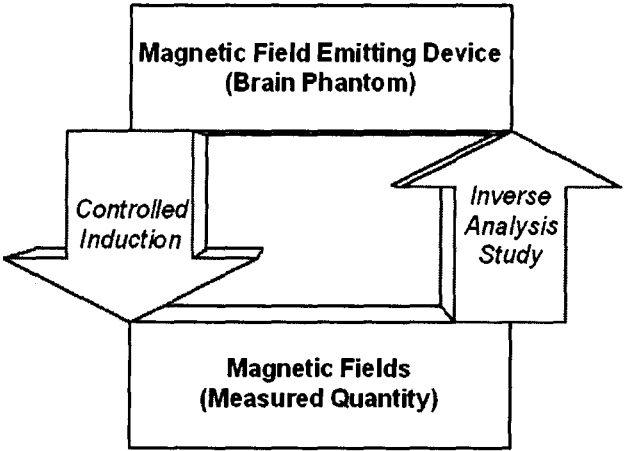 Magnetic Field Emitting Device
(Brain Phantom)
Controlled
Induction
Inverse
Analysis
Study
Magnetic Fields
(Measured Quantity)